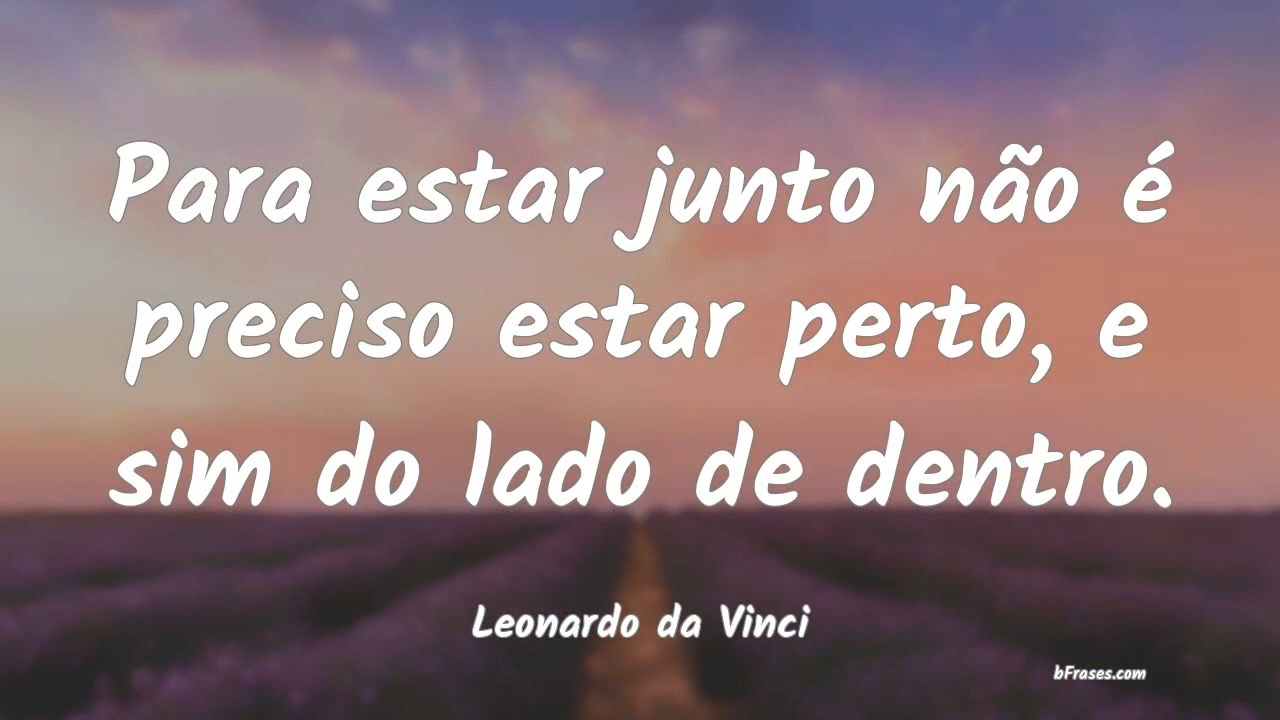 Para estar junto não é
preciso estar perto, e
sim do lado de dentro.
Leonardo da Vinci
bFrases.com